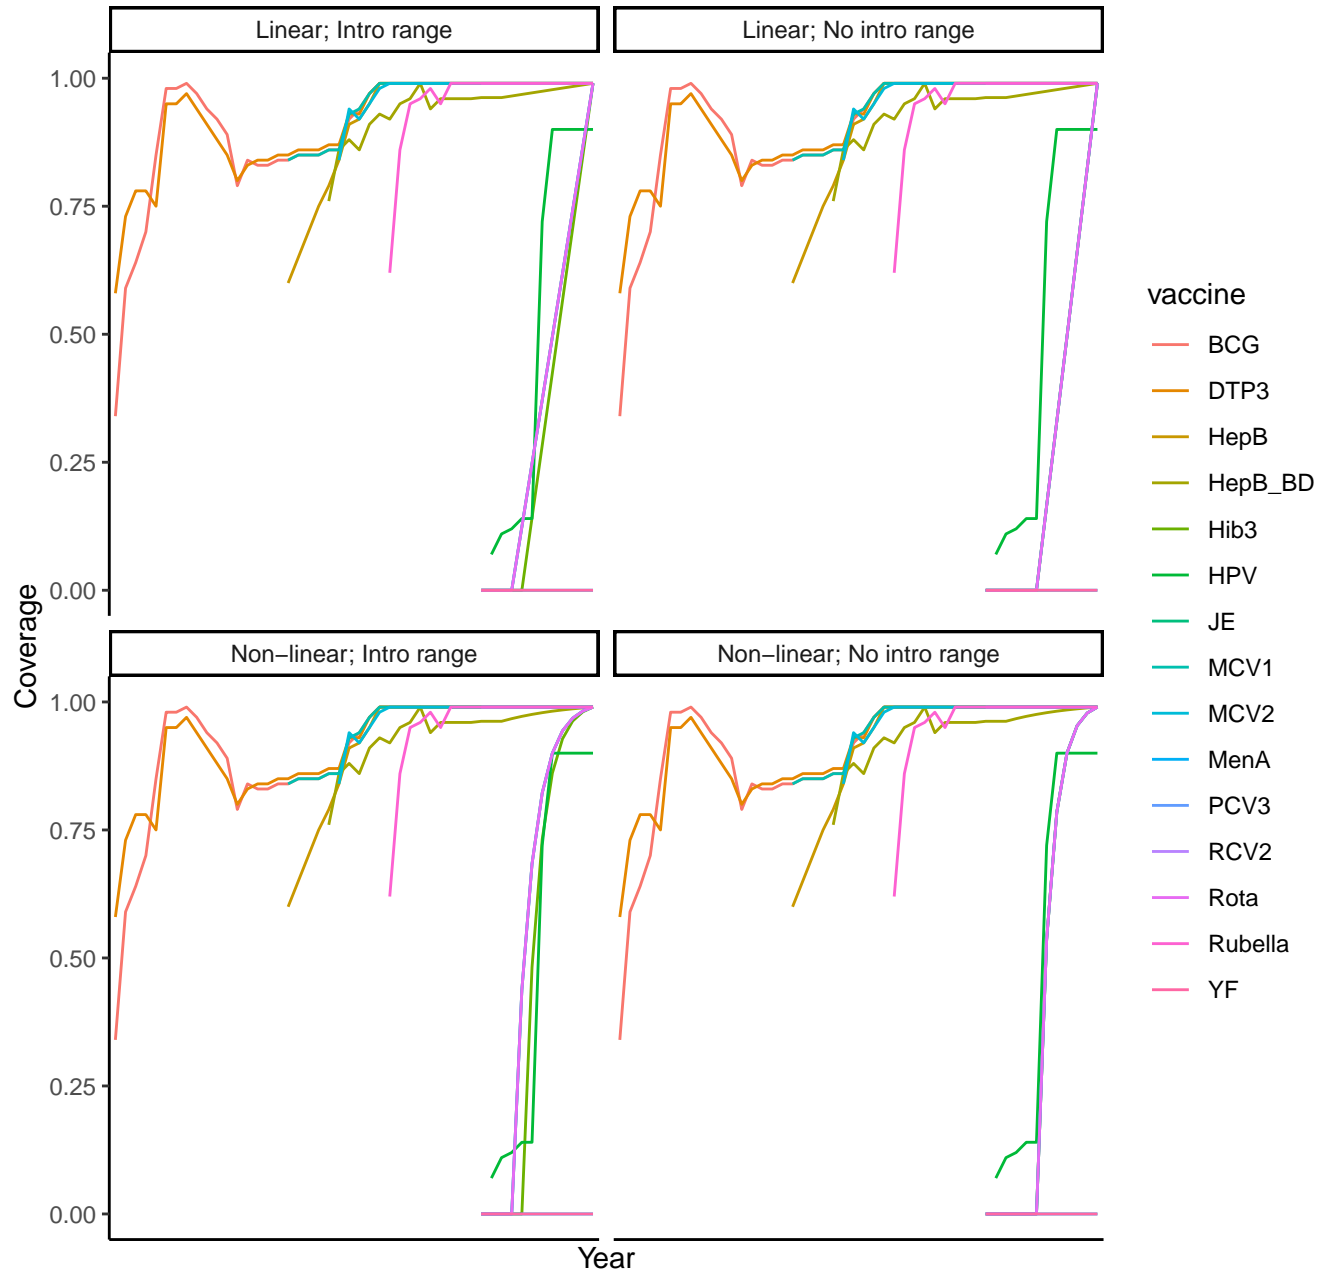 Linear; Intro range
Linear; No intro range
1.00
0.75
0.50
0.25
0.00
Non−linear; Intro range
Non−linear; No intro range
1.00
0.75
0.50
0.25
0.00
Coverage
Year
vaccine
BCG
DTP3
HepB
HepB_BD
Hib3
HPV
JE
MCV1
MCV2
MenA
PCV3
RCV2
Rota
Rubella
YF